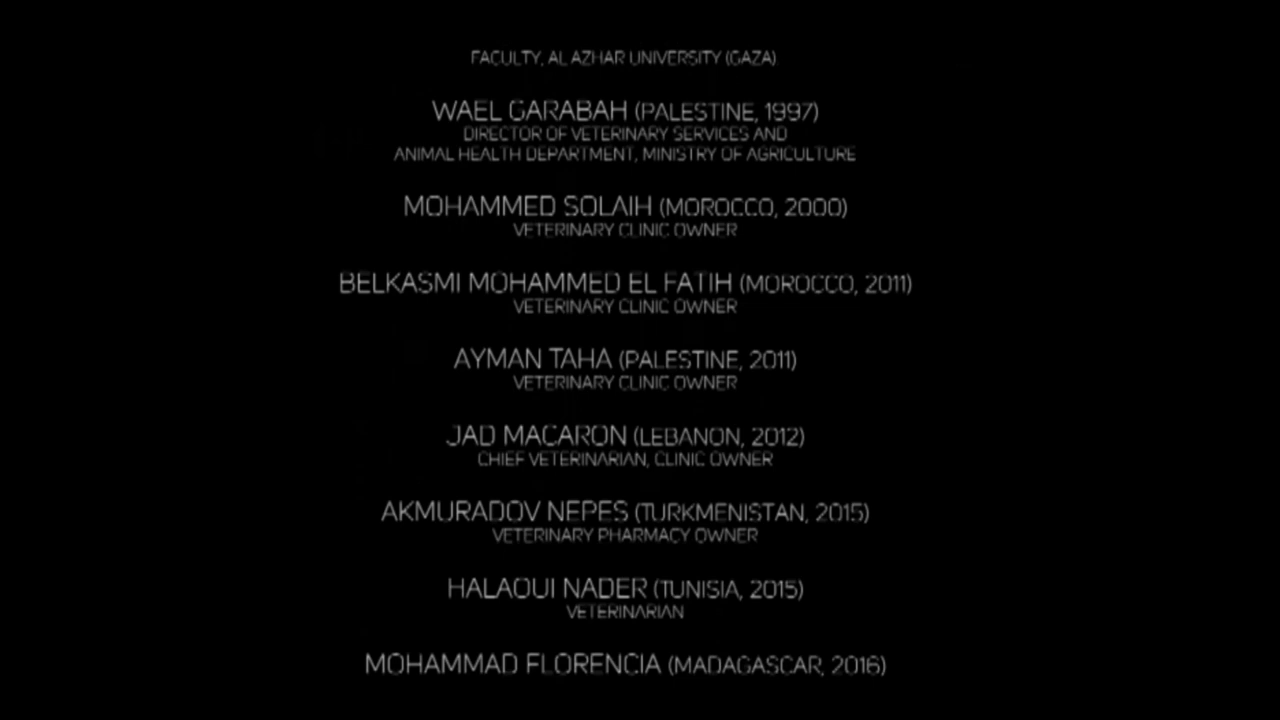 FACULTY, AL AZHAR UNIVERSITY (GAZA)
WAEL GARABAH (PALESTINE, 1997)
DIRECTOR OF VETERINARY SERVICES AND
ANIMAL HEALTH DEPARTMENT, MINISTRY OF AGRICULTURE
MOHAMMED SOLAIH (MOROCCO, 2000)
VETERINARY CLINIC OWNER
BELKASMI MOHAMMED EL FATIH (MOROCCO, 2011)
VETERINARY CLINIC OWNER
AYMAN TAHA (PALESTINE, 2011)
VETERINARY CLINIC OWNER
JAD MACARON (LEBANON, 2012)
CHIEF VETERINARIAN, CLINIC OWNER
AKMURADOV NEPES (TURKMENISTAN, 2015)
VETERINARY PHARMACY OWNER
HALAOUI NADER (TUNISIA, 2015)
VETERINARIAN
MOHAMMAD FLORENCIA (MADAGASCAR, 2016)